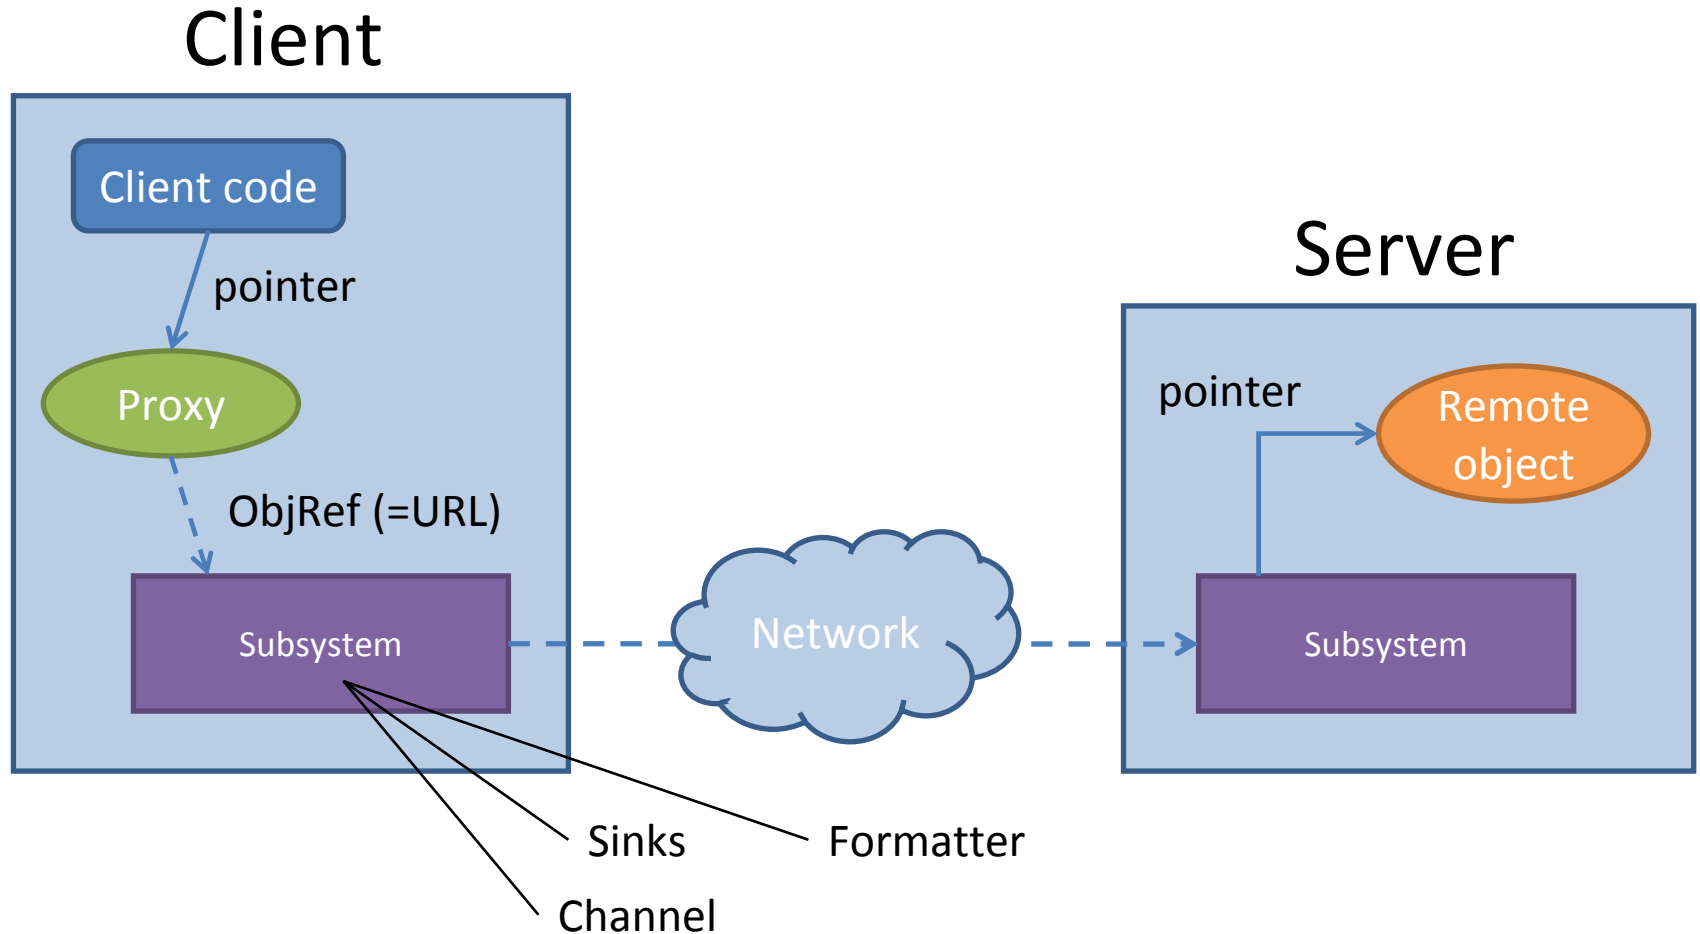 Client
Client code
pointer
Proxy
ObjRef (=URL)
Subsystem
Network
Server
pointer
Remote
object
Subsystem
Sinks
Formatter
Channel